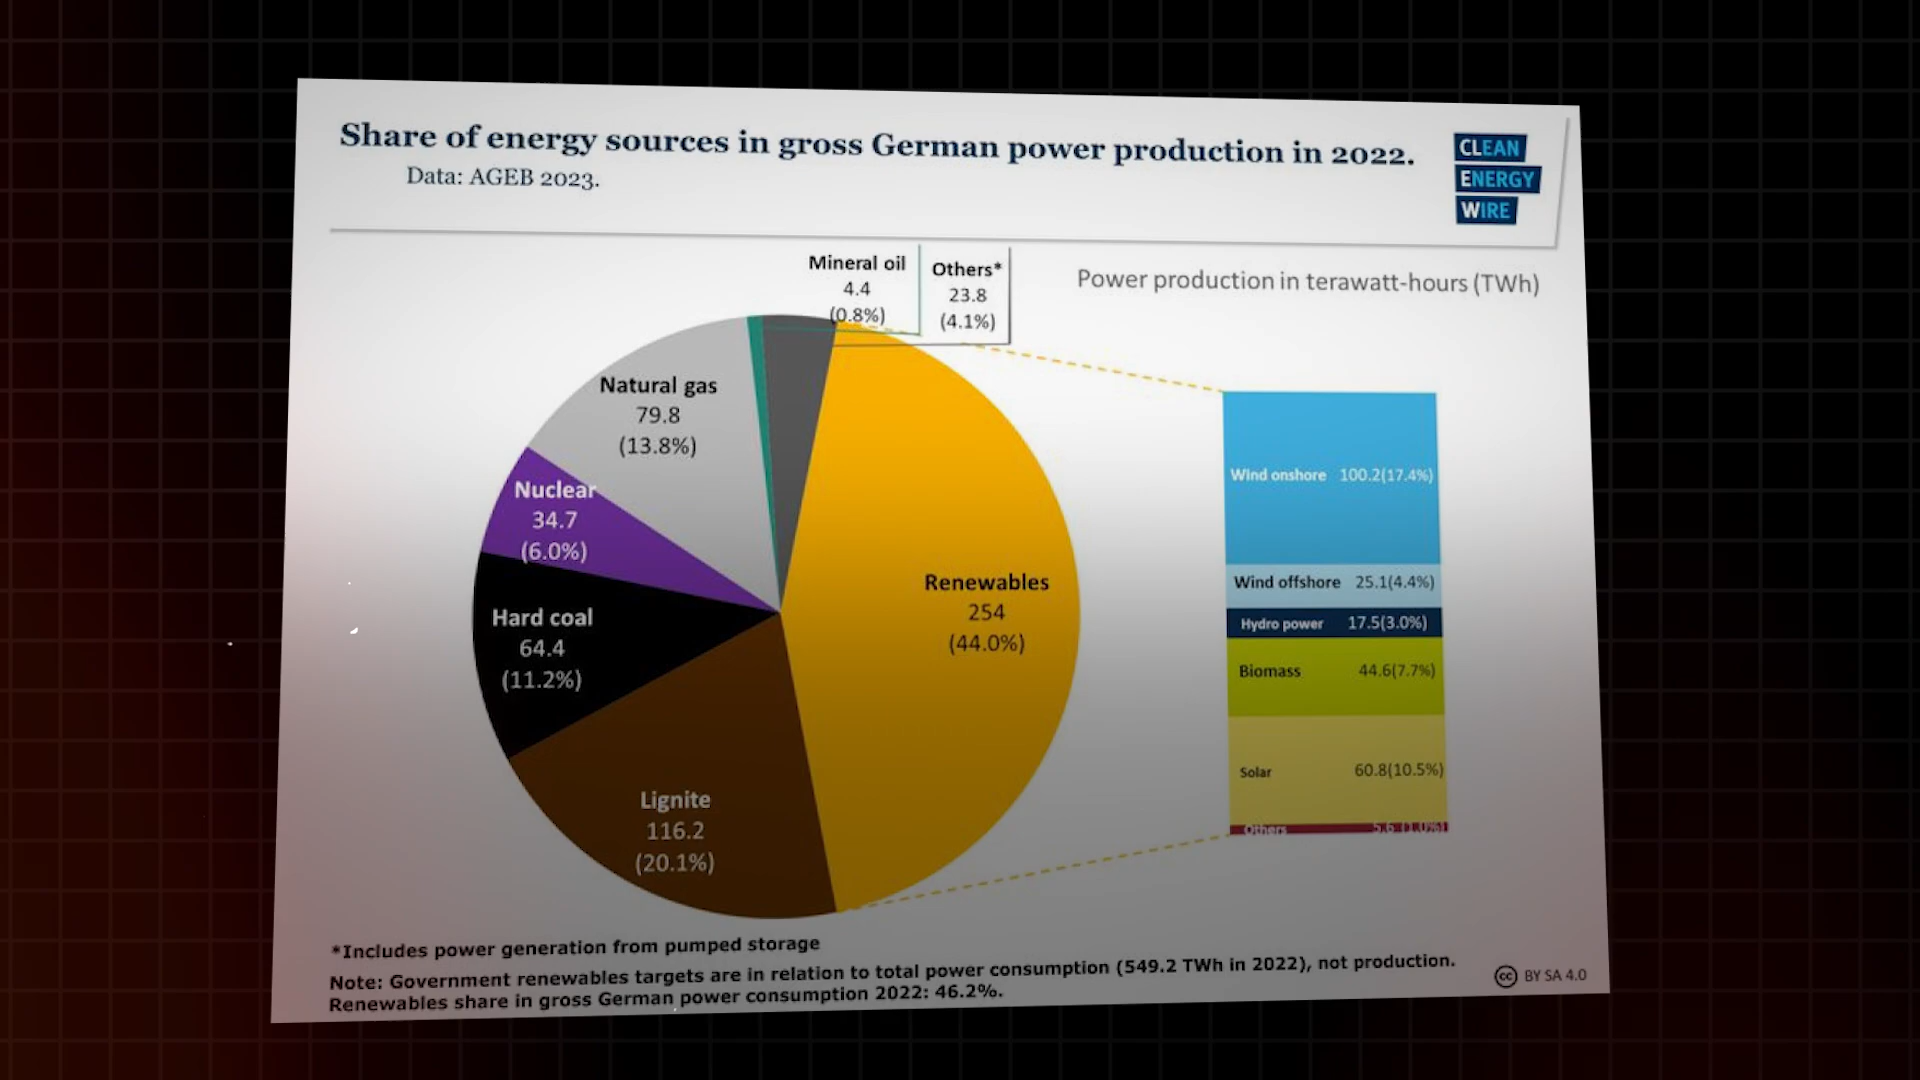 Share of energy sources in gross German power production in 2022.
Data: AGEB 2023.
CLEAN
ENERGY
WIRE
Power production in terawatt-hours (TWh)
Mineral oil
4.4
(0.8%)
Others*
23.8
(4.1%)
Natural gas
79.8
(13.8%)
Nuclear
34.7
(6.0%)
Hard coal
64.4
(11.2%)
Lignite
116.2
(20.1%)
Renewables
254
(44.0%)
Wind onshore 100.2(17.4%)
Wind offshore 25.1(4.4%)
Hydro power 17.5(3.0%)
Biomass 44.6(7.7%)
Solar 60.8(10.5%)
Others 5.6 (1.0%)
*Includes power generation from pumped storage
Note: Government renewables targets are in relation to total power consumption (549.2 TWh in 2022), not production.
Renewables share in gross German power consumption 2022: 46.2%.
cc BY SA 4.0